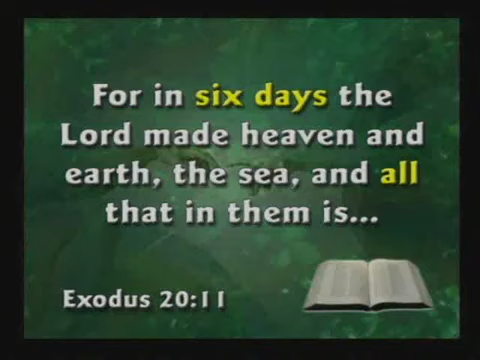 For in six days the
Lord made heaven and
earth, the sea, and all
that in them is...
Exodus 20:11